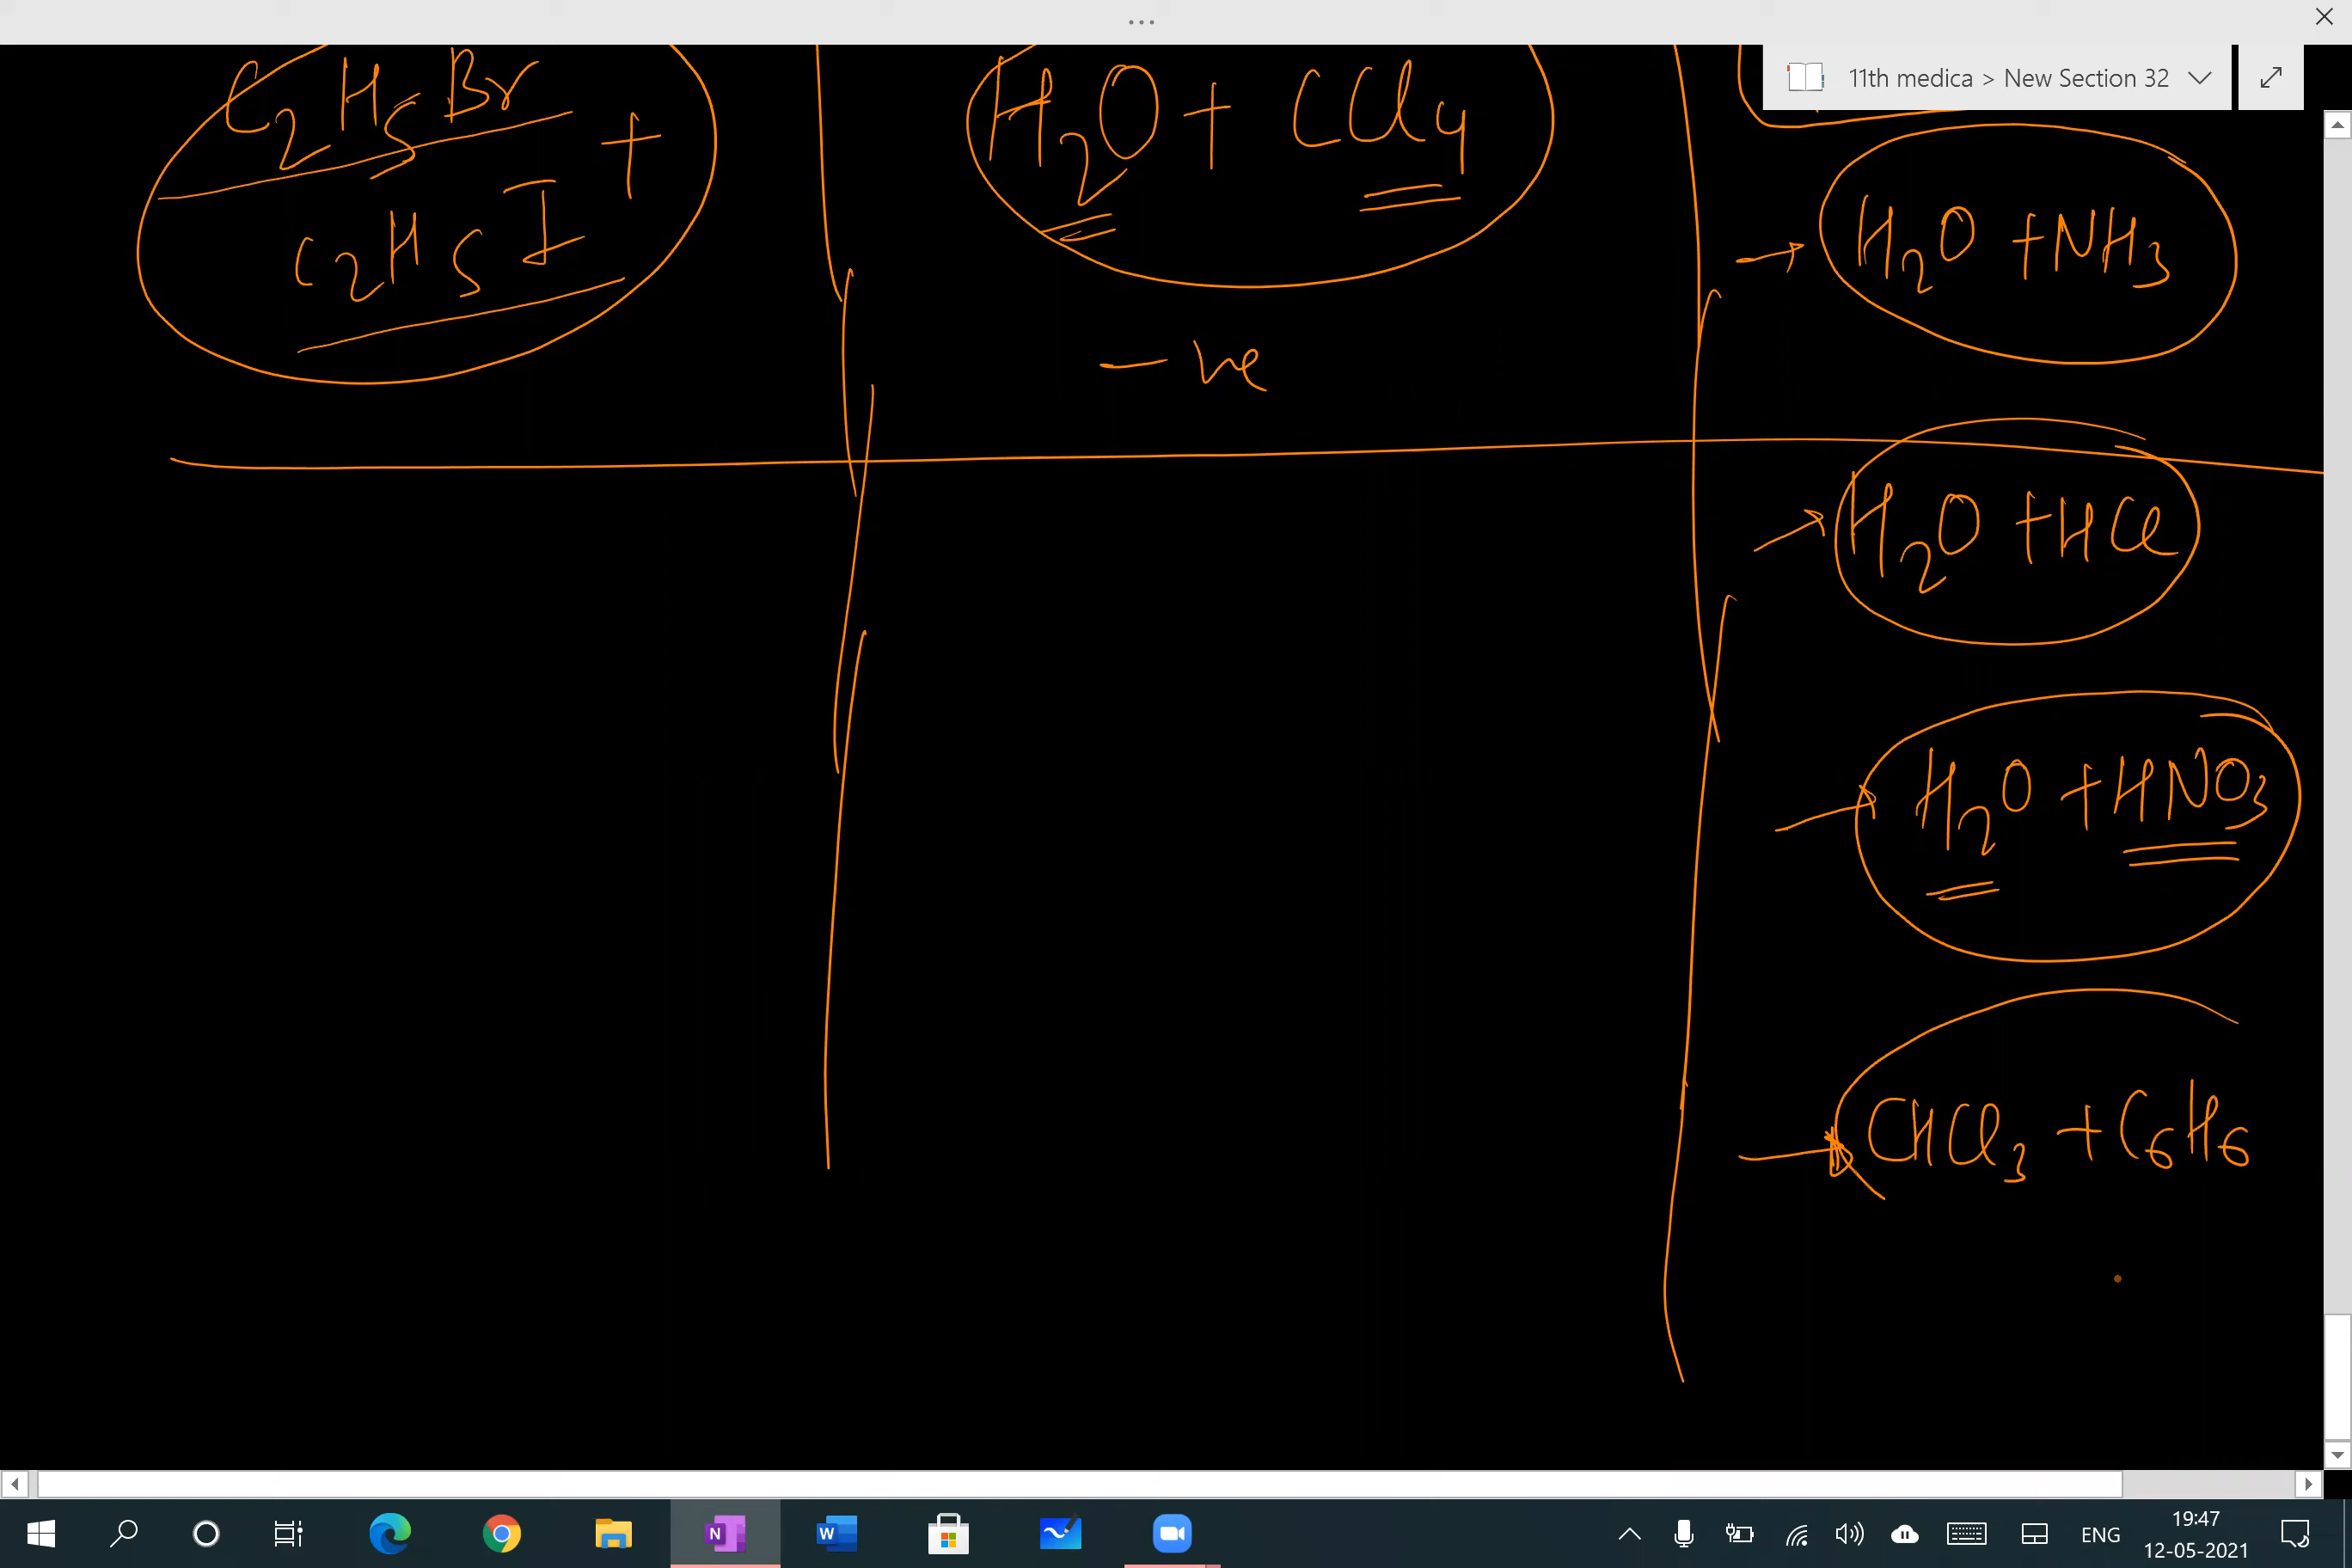 11th medica > New Section 32
C2H5Br
+
C2H5I
H2O + CCl4
- ve
H2O + NH3
H2O + HCl
H2O + HNO3
CHCl3 + C6H6
ENG
19:47
12-05-2021